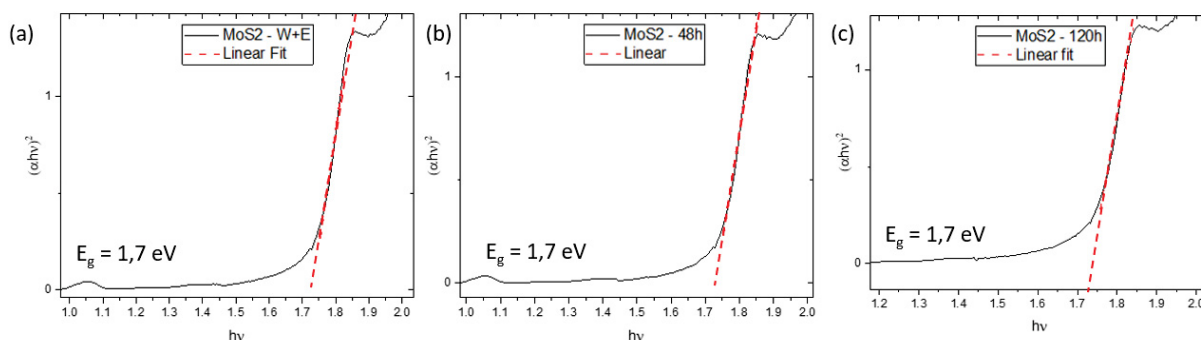 (a)
MoS2 - W+E
Linear Fit
(αhν)²
1
0
E_g = 1,7 eV
1.0 1.1 1.2 1.3 1.4 1.5 1.6 1.7 1.8 1.9 2.0
hν
(b)
MoS2 - 48h
Linear
(αhν)²
1
0
E_g = 1,7 eV
1.0 1.1 1.2 1.3 1.4 1.5 1.6 1.7 1.8 1.9 2.0
hν
(c)
MoS2 - 120h
Linear fit
(αhν)²
1
0
E_g = 1,7 eV
1.2 1.3 1.4 1.5 1.6 1.7 1.8 1.9 2.0
hν